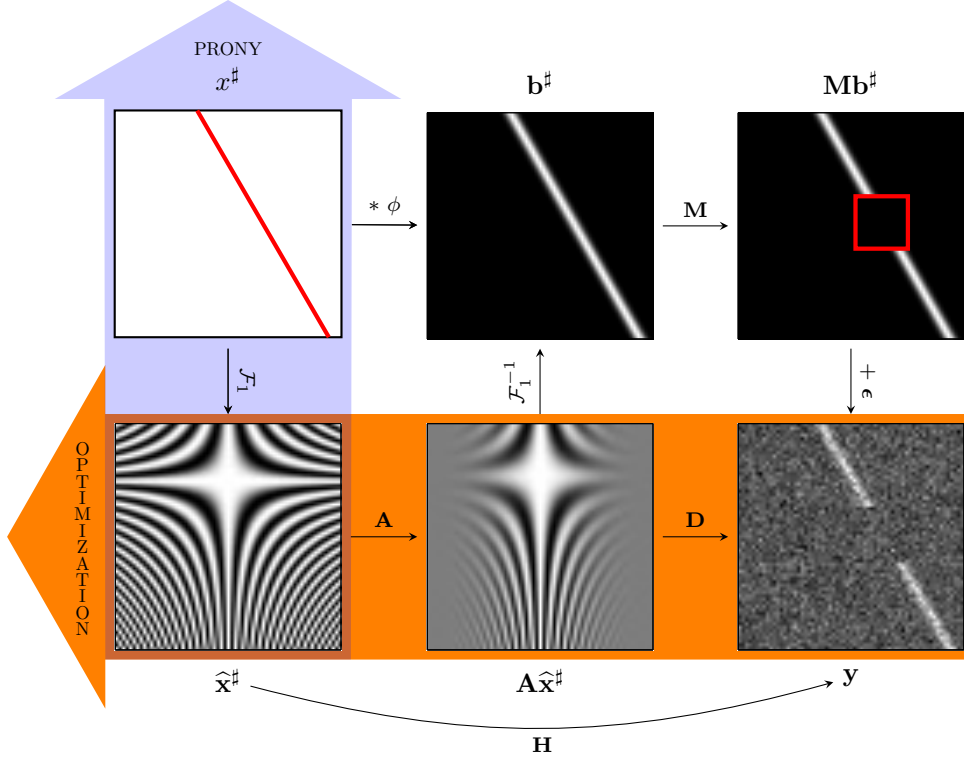 PRONY
x^♯
b^♯
Mb^♯
∗ ϕ
M
ℱ₁
ℱ₁⁻¹
+ ϵ
OPTIMIZATION
A
D
x̂^♯
Ax̂^♯
y
H